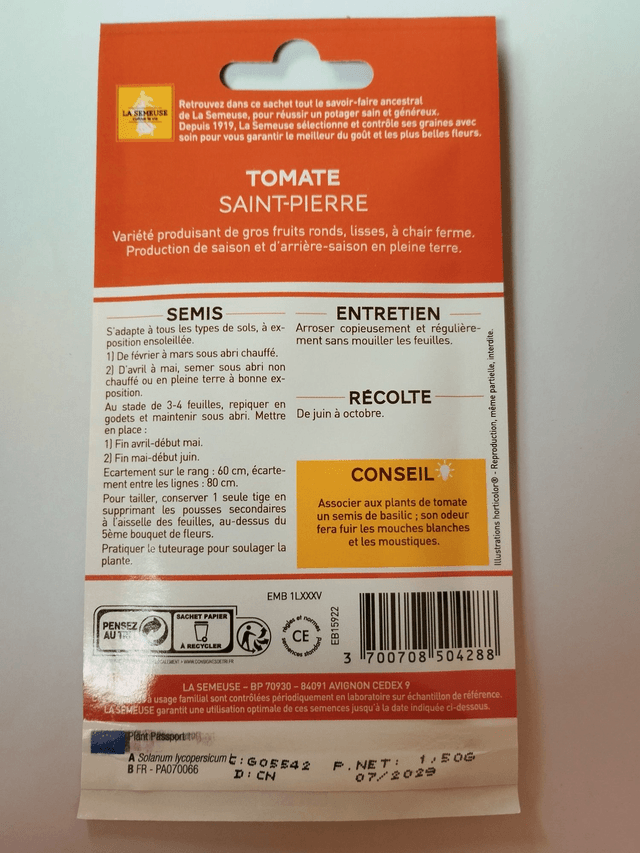 LA SEMEUSE
Retrouvez dans ce sachet tout le savoir-faire ancestral
de La Semeuse, pour réussir un potager sain et généreux.
Depuis 1919, La Semeuse sélectionne et contrôle ses graines avec
soin pour vous garantir le meilleur du goût et les plus belles fleurs.
TOMATE
SAINT-PIERRE
Variété produisant de gros fruits ronds, lisses, à chair ferme.
Production de saison et d'arrière-saison en pleine terre.
SEMIS
S'adapte à tous les types de sols, à ex-
position ensoleillée.
1) De février à mars sous abri chauffé.
2) D'avril à mai, semer sous abri non
chauffé ou en pleine terre à bonne ex-
position.
Au stade de 3-4 feuilles, repiquer en
godets et maintenir sous abri. Mettre
en place :
1) Fin avril-début mai.
2) Fin mai-début juin.
Ecartement sur le rang : 60 cm, écarte-
ment entre les lignes : 80 cm.
Pour tailler, conserver 1 seule tige en
supprimant les pousses secondaires
à l'aisselle des feuilles, au-dessus du
5ème bouquet de fleurs.
Pratiquer le tuteurage pour soulager la
plante.
ENTRETIEN
Arroser copieusement et régulière-
ment sans mouiller les feuilles.
RÉCOLTE
De juin à octobre.
CONSEIL
Associer aux plants de tomate
un semis de basilic ; son odeur
fera fuir les mouches blanches
et les moustiques.
Illustrations horticolor® - Reproduction, même partielle, interdite.
EMB 1LXXXV
PENSEZ
AU TRI
SACHET PAPIER
À RECYCLER
WWW.CONSIGNESDETRI.FR
règles et normes
CE
semences standard
EB15922
3 700708 504288
LA SEMEUSE - BP 70930 - 84091 AVIGNON CEDEX 9
à usage familial sont contrôlées périodiquement en laboratoire sur échantillon de référence.
LA SEMEUSE garantit une utilisation optimale de ces semences jusqu'à la date indiquée ci-dessous.
Plant Passport
A Solanum lycopersicum
B FR - PA070066
C: G05542
D: CN
P.NET: 1,50G
07/2029